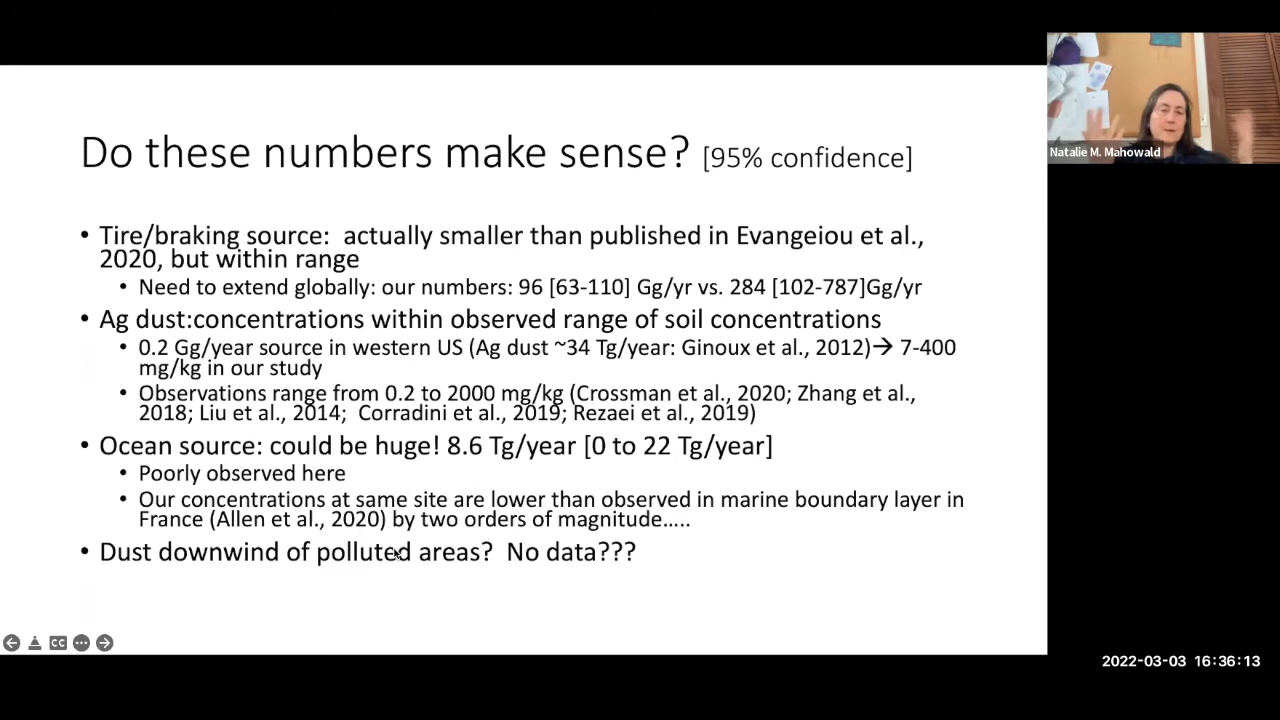 Do these numbers make sense? [95% confidence]
• Tire/braking source:  actually smaller than published in Evangeiou et al.,
2020, but within range
• Need to extend globally: our numbers: 96 [63-110] Gg/yr vs. 284 [102-787]Gg/yr
• Ag dust:concentrations within observed range of soil concentrations
• 0.2 Gg/year source in western US (Ag dust ~34 Tg/year: Ginoux et al., 2012)→ 7-400
mg/kg in our study
• Observations range from 0.2 to 2000 mg/kg (Crossman et al., 2020; Zhang et al.,
2018; Liu et al., 2014;  Corradini et al., 2019; Rezaei et al., 2019)
• Ocean source: could be huge! 8.6 Tg/year [0 to 22 Tg/year]
• Poorly observed here
• Our concentrations at same site are lower than observed in marine boundary layer in
France (Allen et al., 2020) by two orders of magnitude…..
• Dust downwind of polluted areas?  No data???
Natalie M. Mahowald
CC
2022-03-03 16:36:13